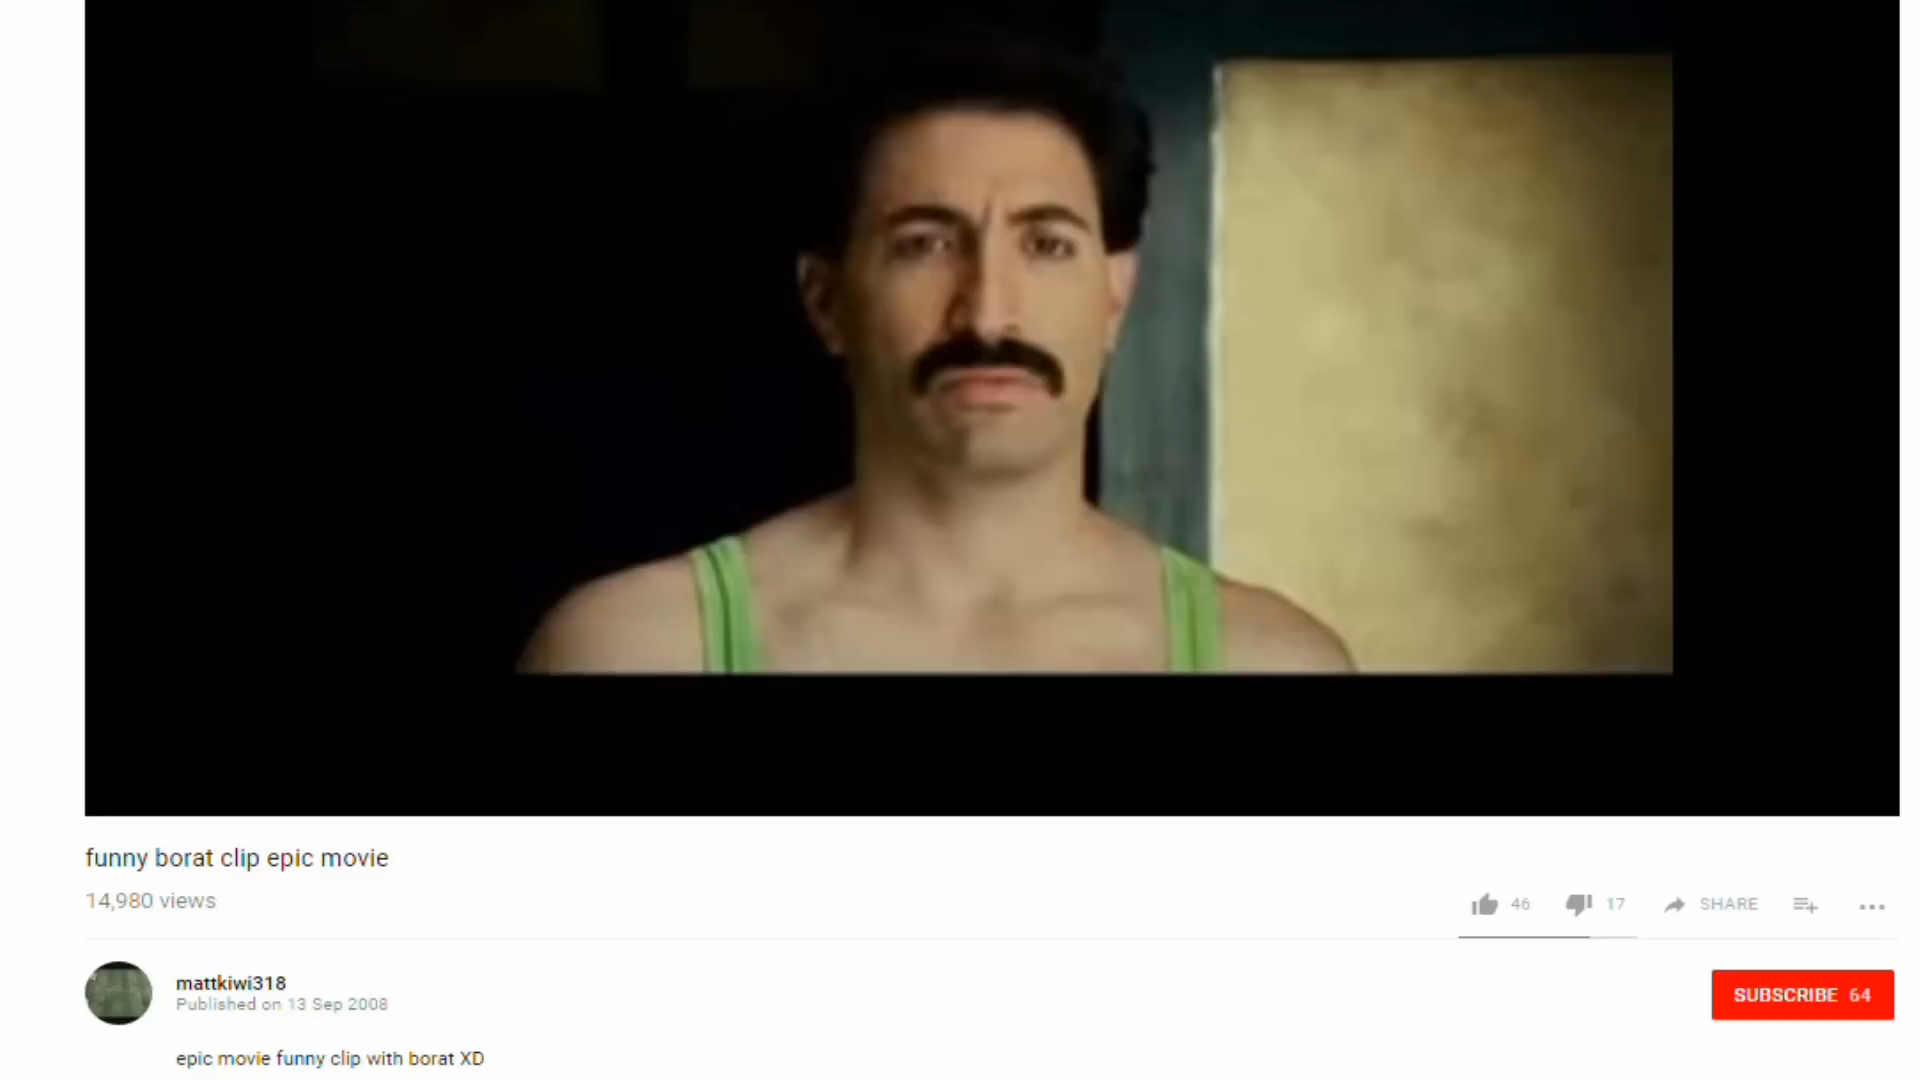 funny borat clip epic movie
14,980 views
46 17 SHARE
mattkiwi318
Published on 13 Sep 2008
SUBSCRIBE 64
epic movie funny clip with borat XD